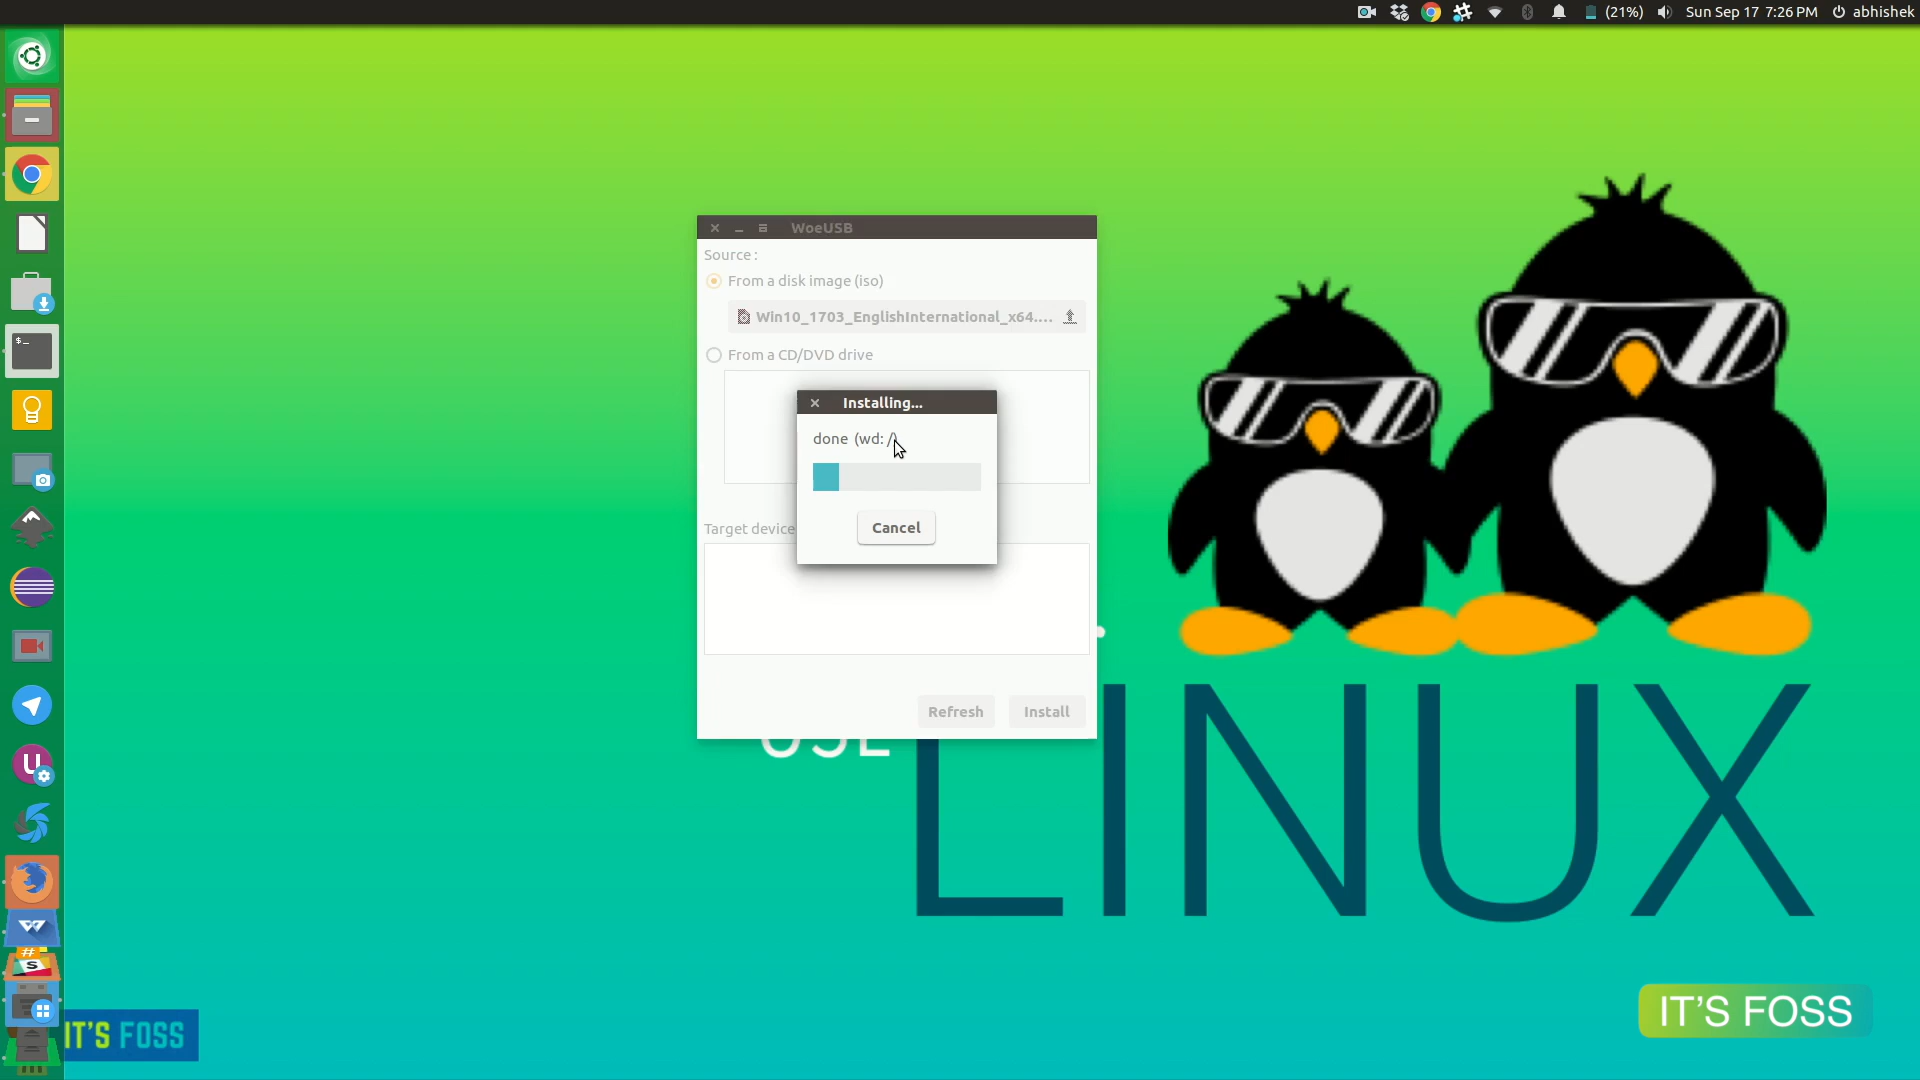 (21%) Sun Sep 17 7:26 PM abhishek
WoeUSB
Source :
From a disk image (iso)
Win10_1703_EnglishInternational_x64....
From a CD/DVD drive
Installing...
done (wd: /)
Cancel
Target device
Refresh Install
USE
LINUX
IT'S FOSS
IT'S FOSS